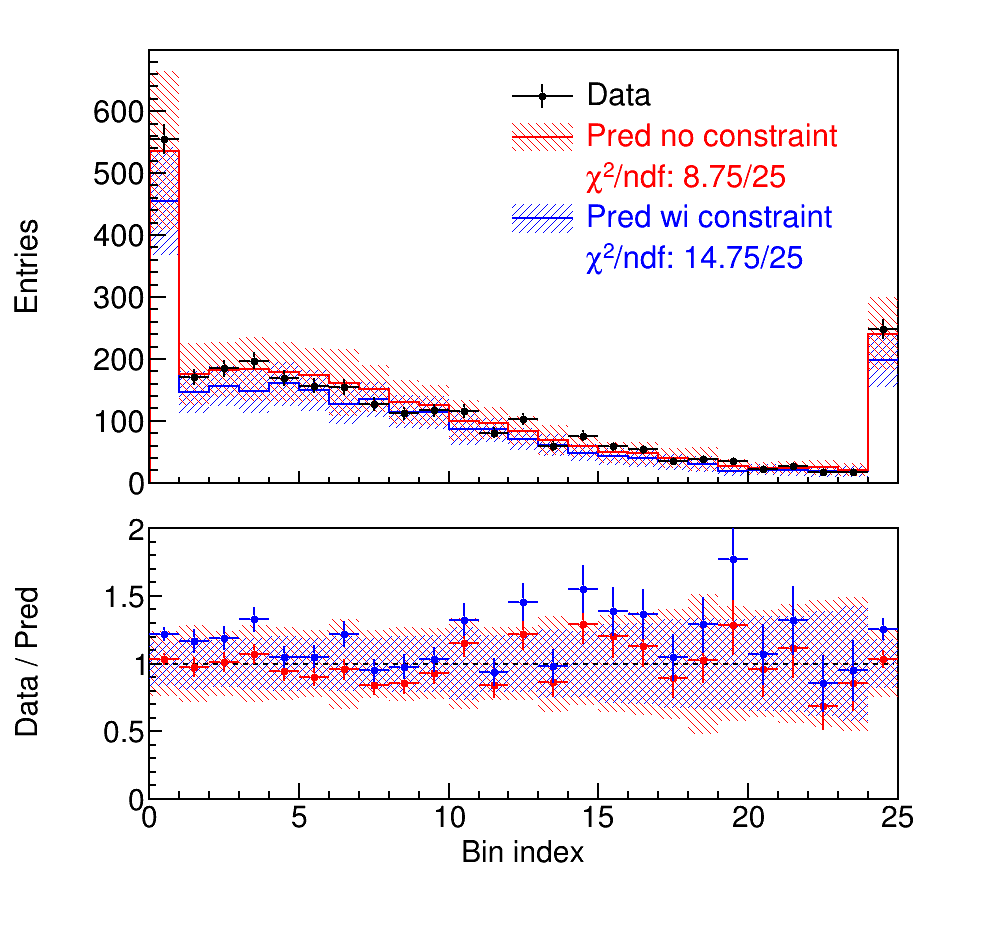 Entries
600
500
400
300
200
100
0
Data
Pred no constraint
χ²/ndf: 8.75/25
Pred wi constraint
χ²/ndf: 14.75/25
Data / Pred
2
1.5
1
0.5
0
0 5 10 15 20 25
Bin index